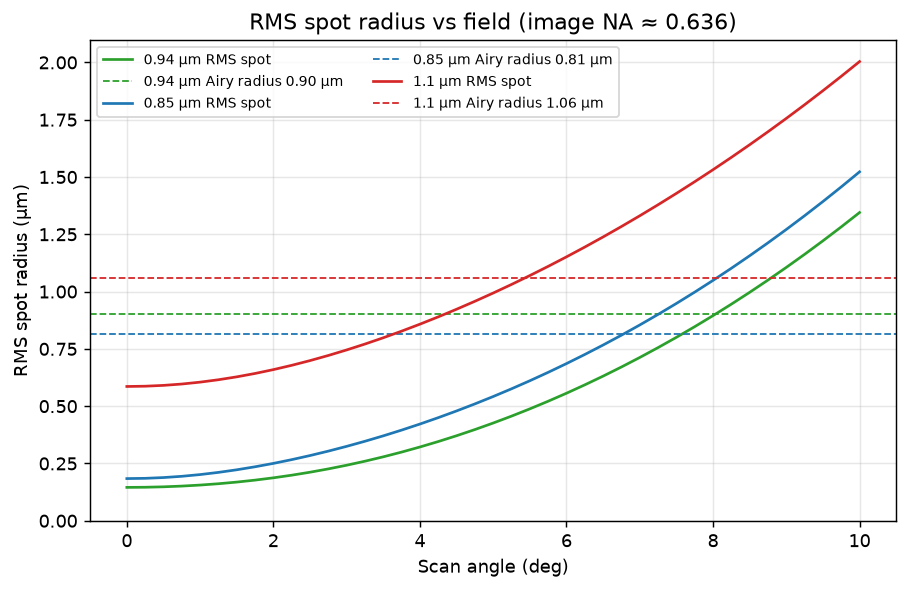 RMS spot radius vs field (image NA ≈ 0.636)
0.94 μm RMS spot
0.94 μm Airy radius 0.90 μm
0.85 μm RMS spot
0.85 μm Airy radius 0.81 μm
1.1 μm RMS spot
1.1 μm Airy radius 1.06 μm
RMS spot radius (μm)
2.00
1.75
1.50
1.25
1.00
0.75
0.50
0.25
0.00
0 2 4 6 8 10
Scan angle (deg)